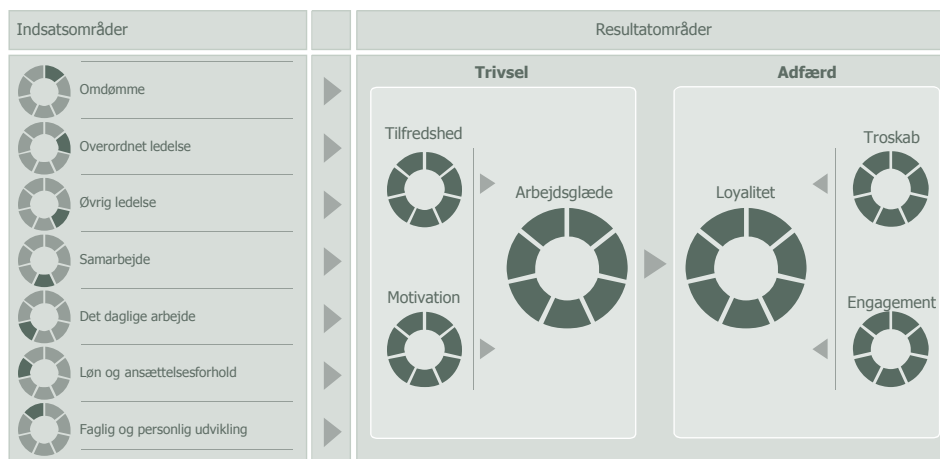 Indsatsområder
Resultatområder
Omdømme
Overordnet ledelse
Øvrig ledelse
Samarbejde
Det daglige arbejde
Løn og ansættelsesforhold
Faglig og personlig udvikling
Trivsel
Tilfredshed
Arbejdsglæde
Motivation
Adfærd
Troskab
Loyalitet
Engagement